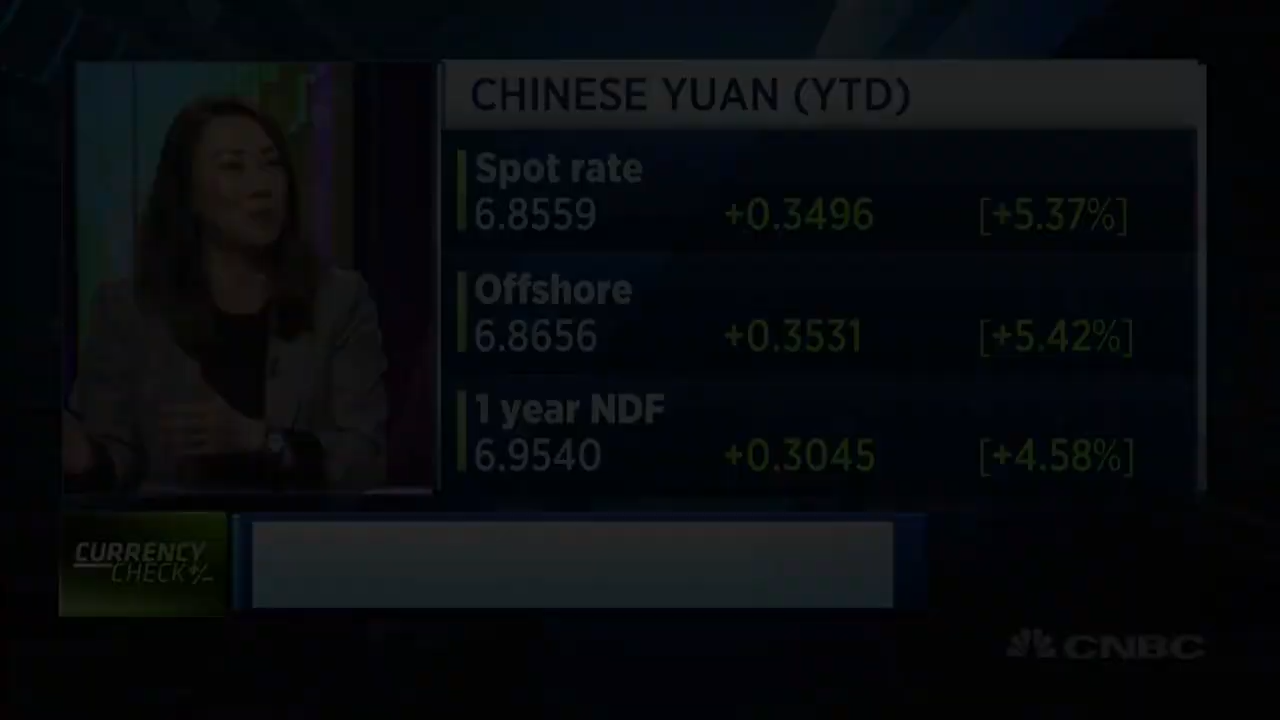 CHINESE YUAN (YTD)
Spot rate
6.8559 +0.3496 [+5.37%]
Offshore
6.8656 +0.3531 [+5.42%]
1 year NDF
6.9540 +0.3045 [+4.58%]
CURRENCY
CHECK +/-
CNBC